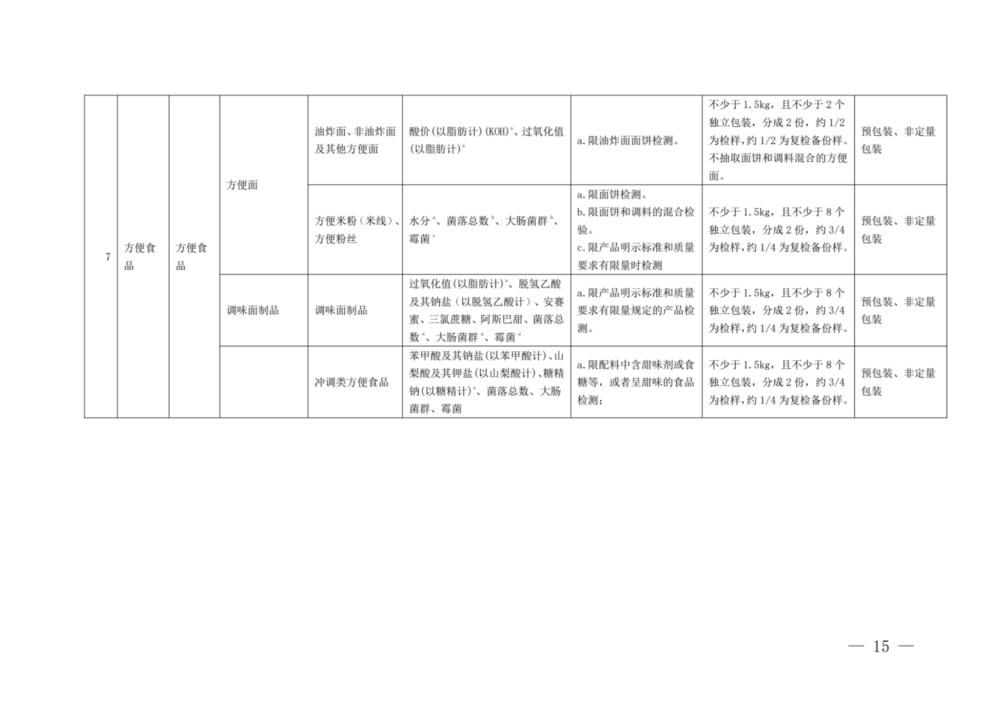 7
方便食
品
方便食
品
方便面
油炸面、非油炸面
及其他方便面
酸价(以脂肪计)(KOH)ᵃ、过氧化值
(以脂肪计)ᵃ
a.限油炸面面饼检测。
不少于 1.5kg，且不少于 2 个
独立包装，分成 2 份，约 1/2
为检样，约 1/2 为复检备份样。
不抽取面饼和调料混合的方便
面。
预包装、非定量
包装
方便米粉（米线）、
方便粉丝
水分ᵃ、菌落总数ᵇ、大肠菌群ᵇ、
霉菌ᶜ
a.限面饼检测。
b.限面饼和调料的混合检
验。
c.限产品明示标准和质量
要求有限量时检测
不少于 1.5kg，且不少于 8 个
独立包装，分成 2 份，约 3/4
为检样，约 1/4 为复检备份样。
预包装、非定量
包装
调味面制品
调味面制品
过氧化值(以脂肪计)ᵃ、脱氢乙酸
及其钠盐（以脱氢乙酸计）、安赛
蜜、三氯蔗糖、阿斯巴甜、菌落总
数ᵃ、大肠菌群ᵃ、霉菌ᵃ
a.限产品明示标准和质量
要求有限量规定的产品检
测。
不少于 1.5kg，且不少于 8 个
独立包装，分成 2 份，约 3/4
为检样，约 1/4 为复检备份样。
预包装、非定量
包装
冲调类方便食品
苯甲酸及其钠盐(以苯甲酸计)、山
梨酸及其钾盐(以山梨酸计)、糖精
钠(以糖精计)ᵃ、菌落总数、大肠
菌群、霉菌
a.限配料中含甜味剂或食
糖等，或者呈甜味的食品
检测；
不少于 1.5kg，且不少于 8 个
独立包装，分成 2 份，约 3/4
为检样，约 1/4 为复检备份样。
预包装、非定量
包装
— 15 —